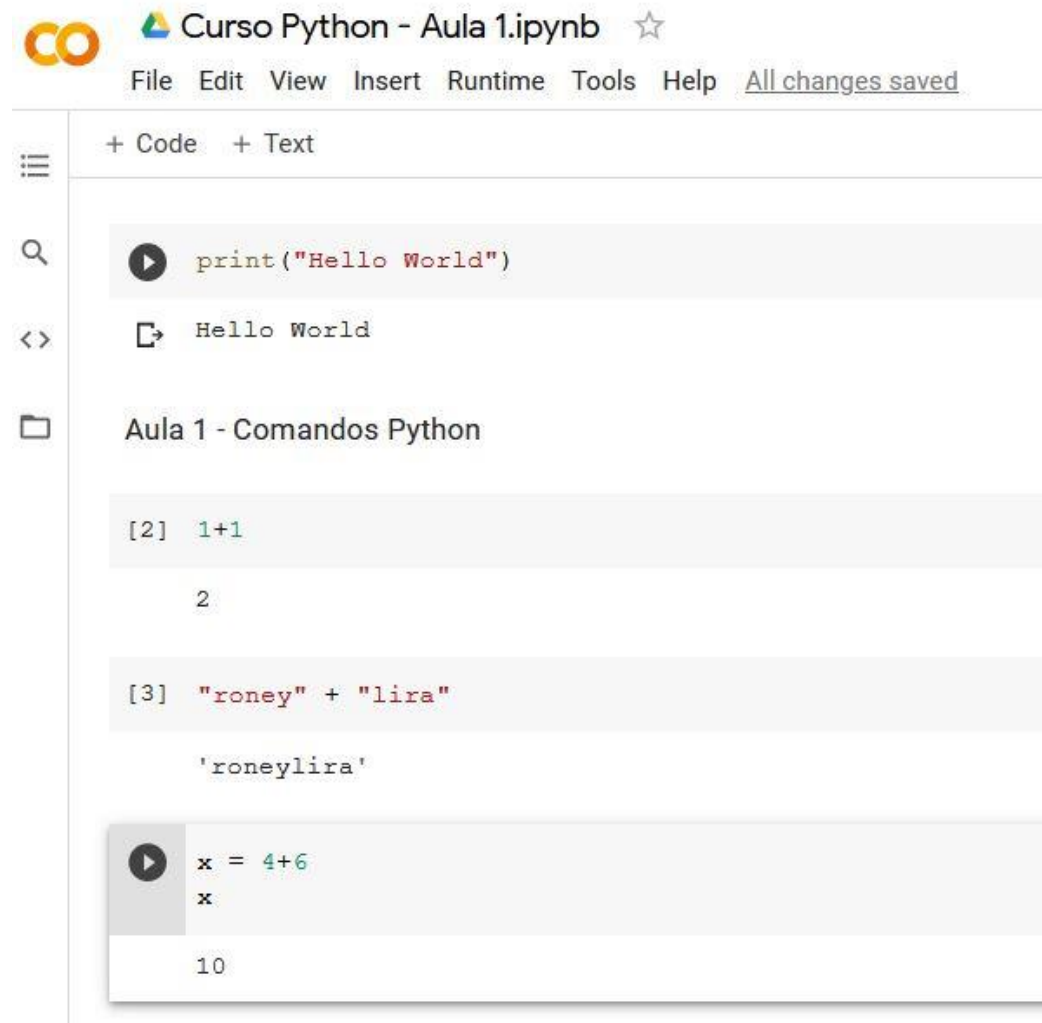 Curso Python - Aula 1.ipynb
File Edit View Insert Runtime Tools Help All changes saved
+ Code + Text
print("Hello World")
Hello World
Aula 1 - Comandos Python
[2] 1+1
2
[3] "roney" + "lira"
'roneylira'
x = 4+6
x
10